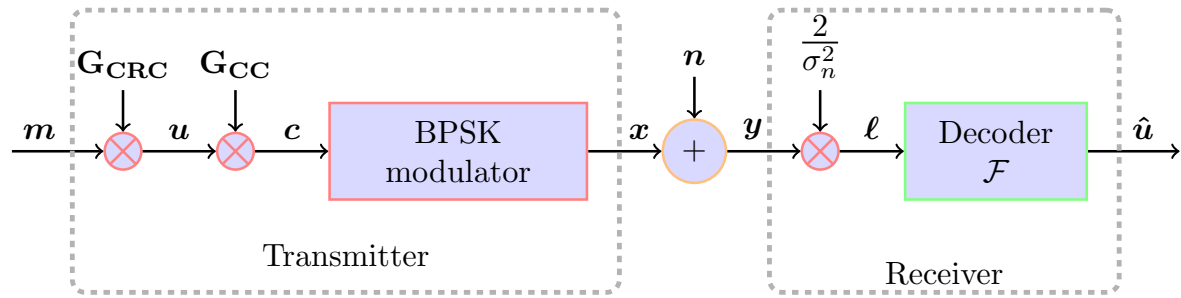 G_CRC G_CC n 2/σ_n^2
m u c BPSK modulator x + y ℓ Decoder F û
Transmitter Receiver